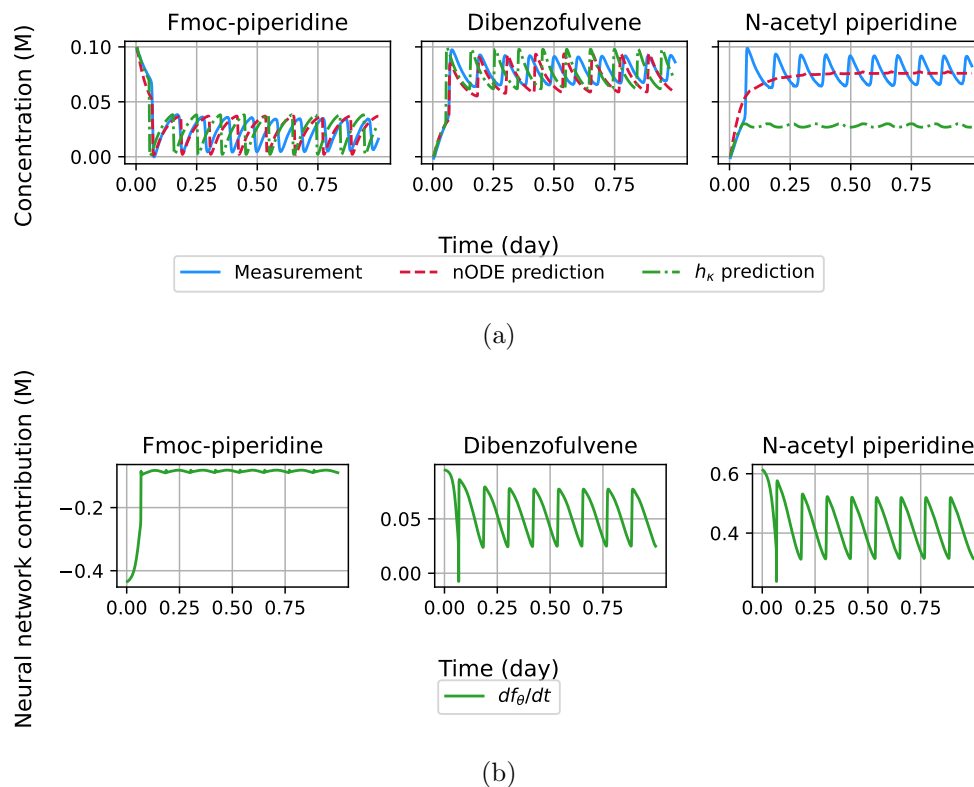 Fmoc-piperidine
Dibenzofulvene
N-acetyl piperidine
Concentration (M)
0.10
0.05
0.00
0.00 0.25 0.50 0.75
0.00 0.25 0.50 0.75
0.00 0.25 0.50 0.75
Time (day)
Measurement
nODE prediction
hκ prediction
(a)
Neural network contribution (M)
Fmoc-piperidine
Dibenzofulvene
N-acetyl piperidine
−0.2
−0.4
0.05
0.00
0.6
0.4
0.00 0.25 0.50 0.75
0.00 0.25 0.50 0.75
0.00 0.25 0.50 0.75
Time (day)
dfθ/dt
(b)